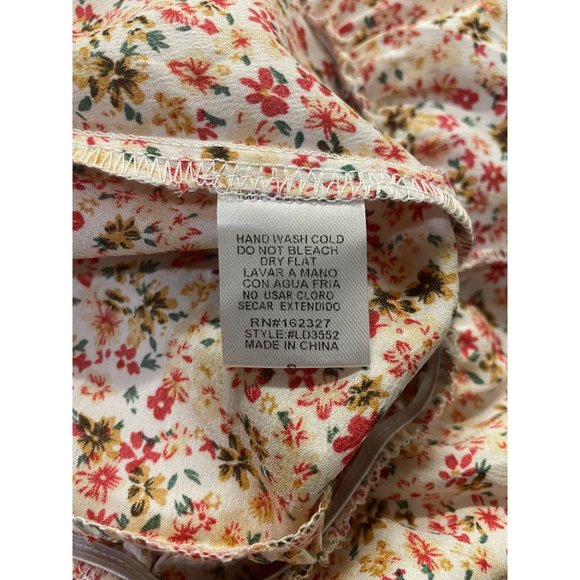 HAND WASH COLD
DO NOT BLEACH
DRY FLAT
LAVAR A MANO
CON AGUA FRIA
NO USAR CLORO
SECAR EXTENDIDO
RN#162327
STYLE:#LD3552
MADE IN CHINA